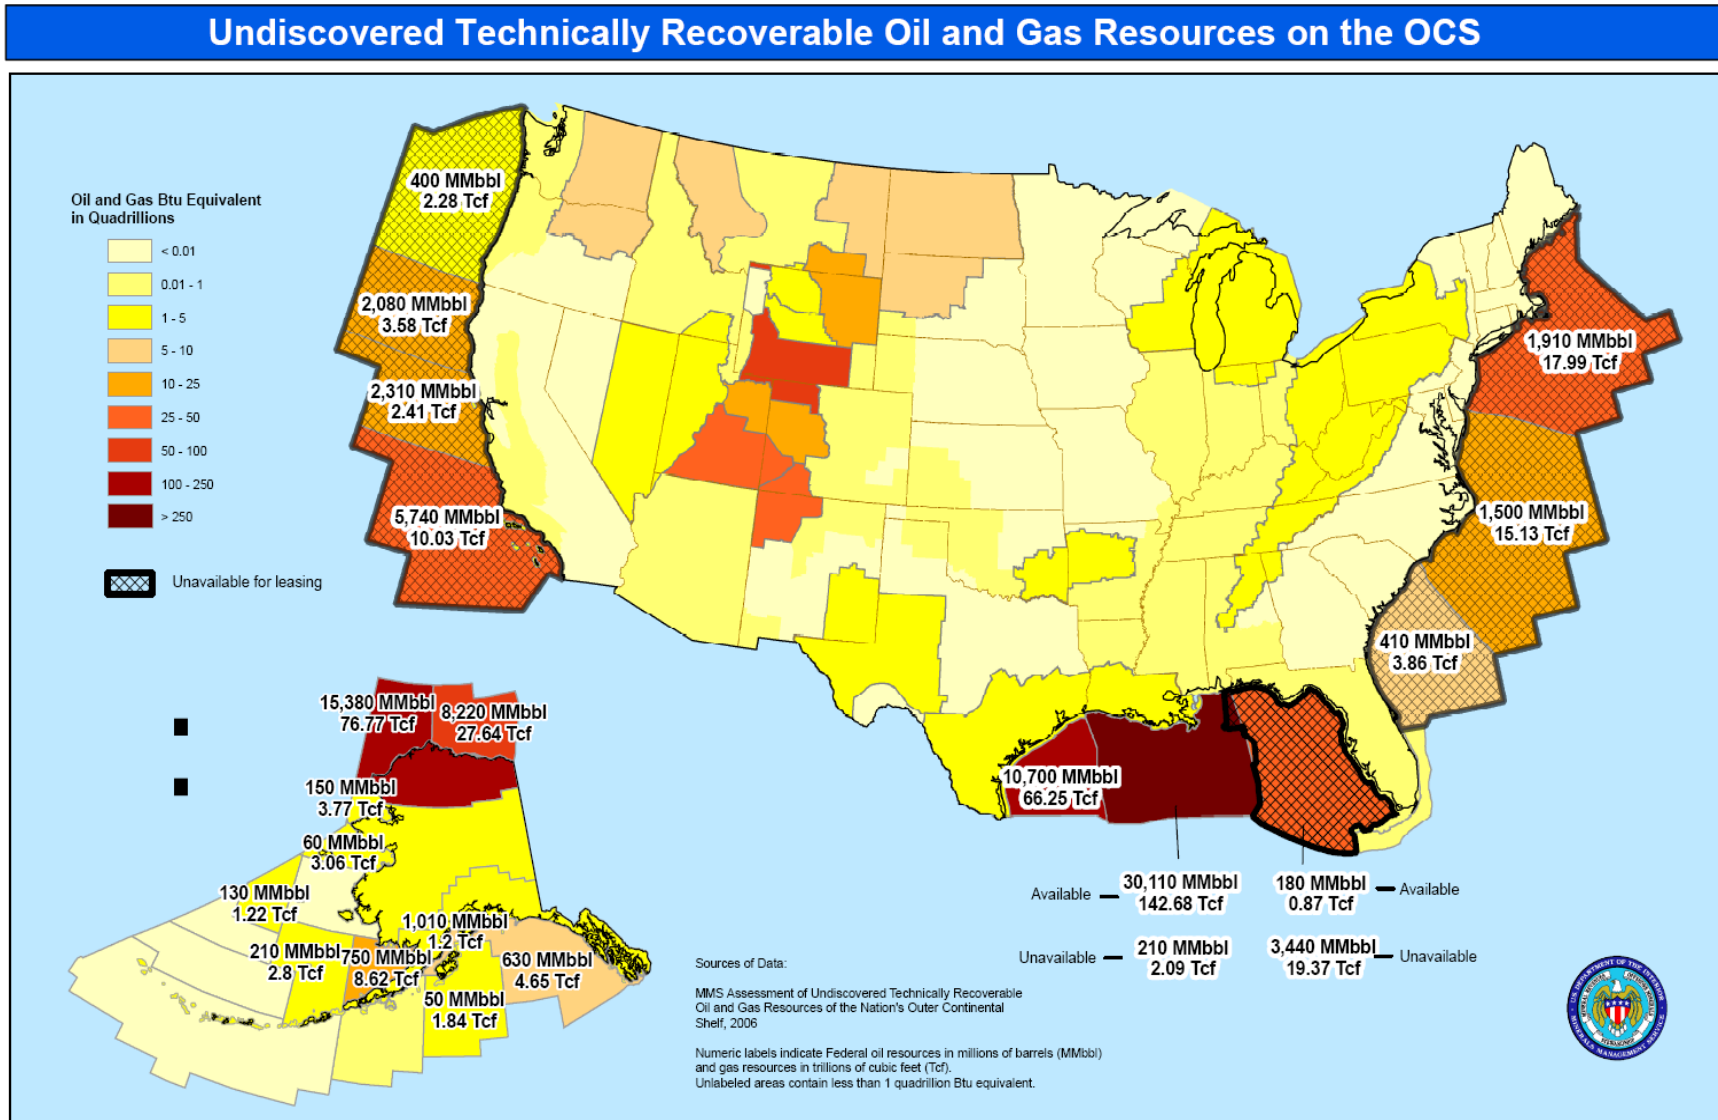 Undiscovered Technically Recoverable Oil and Gas Resources on the OCS
Oil and Gas Btu Equivalent
in Quadrillions
< 0.01
0.01 - 1
1 - 5
5 - 10
10 - 25
25 - 50
50 - 100
100 - 250
> 250
Unavailable for leasing
400 MMbbl
2.28 Tcf
2,080 MMbbl
3.58 Tcf
2,310 MMbbl
2.41 Tcf
5,740 MMbbl
10.03 Tcf
1,910 MMbbl
17.99 Tcf
1,500 MMbbl
15.13 Tcf
410 MMbbl
3.86 Tcf
15,380 MMbbl
76.77 Tcf
8,220 MMbbl
27.64 Tcf
150 MMbbl
3.77 Tcf
60 MMbbl
3.06 Tcf
130 MMbbl
1.22 Tcf
210 MMbbl
2.8 Tcf
750 MMbbl
8.62 Tcf
1,010 MMbbl
1.2 Tcf
50 MMbbl
1.84 Tcf
630 MMbbl
4.65 Tcf
10,700 MMbbl
66.25 Tcf
Available
30,110 MMbbl
142.68 Tcf
180 MMbbl
0.87 Tcf
Available
Unavailable
210 MMbbl
2.09 Tcf
3,440 MMbbl
19.37 Tcf
Unavailable
Sources of Data:
MMS Assessment of Undiscovered Technically Recoverable
Oil and Gas Resources of the Nation's Outer Continental
Shelf, 2006
Numeric labels indicate Federal oil resources in millions of barrels (MMbbl)
and gas resources in trillions of cubic feet (Tcf).
Unlabeled areas contain less than 1 quadrillion Btu equivalent.
U.S. DEPARTMENT OF THE INTERIOR
MINERALS MANAGEMENT SERVICE